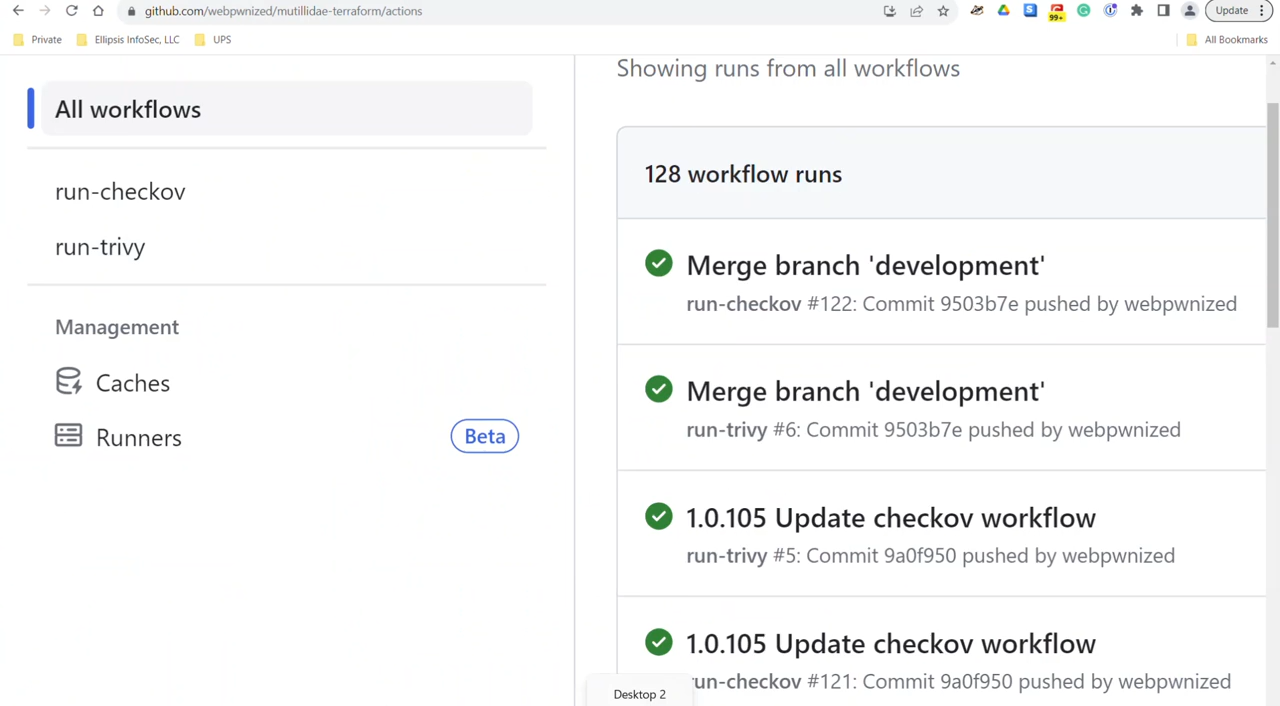 github.com/webpwnized/mutillidae-terraform/actions
99+
Update
Private
Ellipsis InfoSec, LLC
UPS
All Bookmarks
All workflows
run-checkov
run-trivy
Management
Caches
Runners
Beta
Showing runs from all workflows
128 workflow runs
Merge branch 'development'
run-checkov #122: Commit 9503b7e pushed by webpwnized
Merge branch 'development'
run-trivy #6: Commit 9503b7e pushed by webpwnized
1.0.105 Update checkov workflow
run-trivy #5: Commit 9a0f950 pushed by webpwnized
1.0.105 Update checkov workflow
run-checkov #121: Commit 9a0f950 pushed by webpwnized
Desktop 2